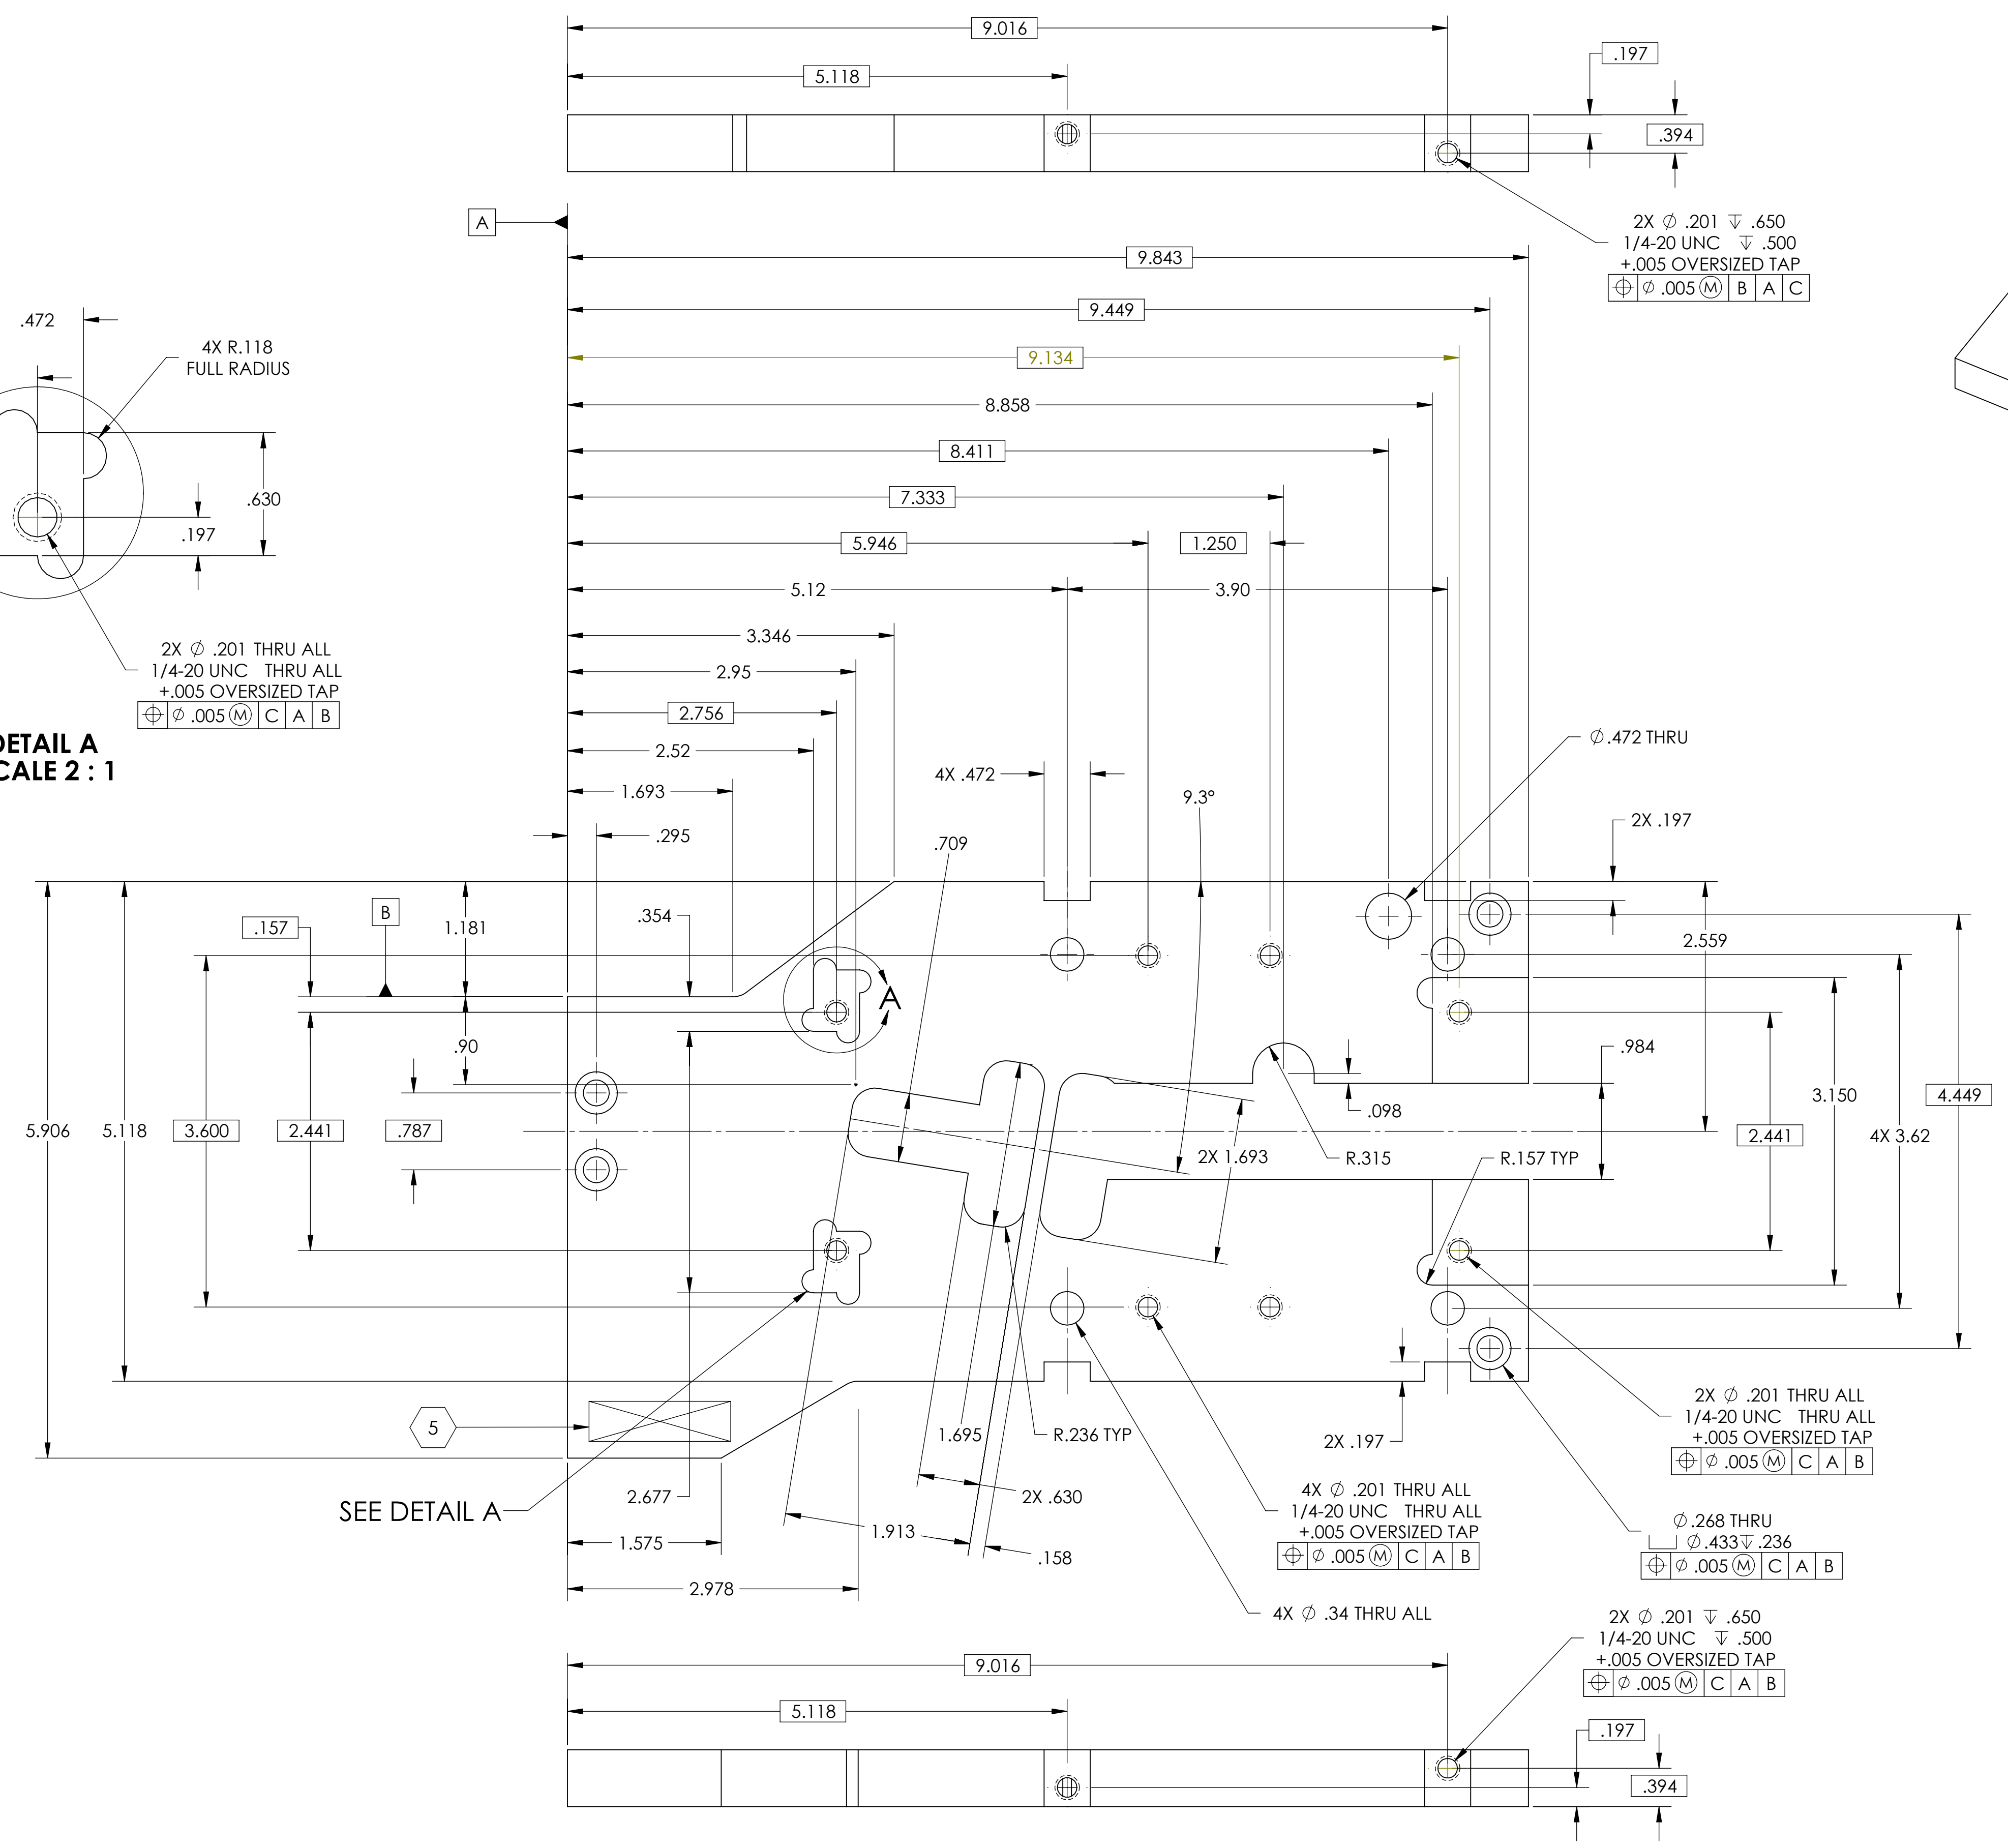 9.016
5.118
.197
.394
2X ∅ .201 ↧ .650
1/4-20 UNC ↧ .500
+.005 OVERSIZED TAP
⌖ ∅ .005 Ⓜ B A C
A
9.843
9.449
9.134
8.858
8.411
7.333
5.946
1.250
5.12
3.90
3.346
2.95
2.756
2.52
1.693
.295
.472
4X R.118
FULL RADIUS
.630
.197
2X ∅ .201 THRU ALL
1/4-20 UNC THRU ALL
+.005 OVERSIZED TAP
⌖ ∅ .005 Ⓜ C A B
DETAIL A
SCALE 2 : 1
4X .472
9.3°
∅.472 THRU
2X .197
.709
.354
B
1.181
.157
.90
A
2.559
.984
.098
5.906
5.118
3.600
2.441
.787
2X 1.693
R.315
R.157 TYP
3.150
2.441
4X 3.62
4.449
5
SEE DETAIL A
2.677
1.575
2.978
1.695
R.236 TYP
2X .630
1.913
.158
2X .197
4X ∅ .201 THRU ALL
1/4-20 UNC THRU ALL
+.005 OVERSIZED TAP
⌖ ∅ .005 Ⓜ C A B
4X ∅ .34 THRU ALL
2X ∅ .201 THRU ALL
1/4-20 UNC THRU ALL
+.005 OVERSIZED TAP
⌖ ∅ .005 Ⓜ C A B
∅.268 THRU
⌴ ∅.433 ↧ .236
⌖ ∅ .005 Ⓜ C A B
2X ∅ .201 ↧ .650
1/4-20 UNC ↧ .500
+.005 OVERSIZED TAP
⌖ ∅ .005 Ⓜ C A B
9.016
5.118
.197
.394